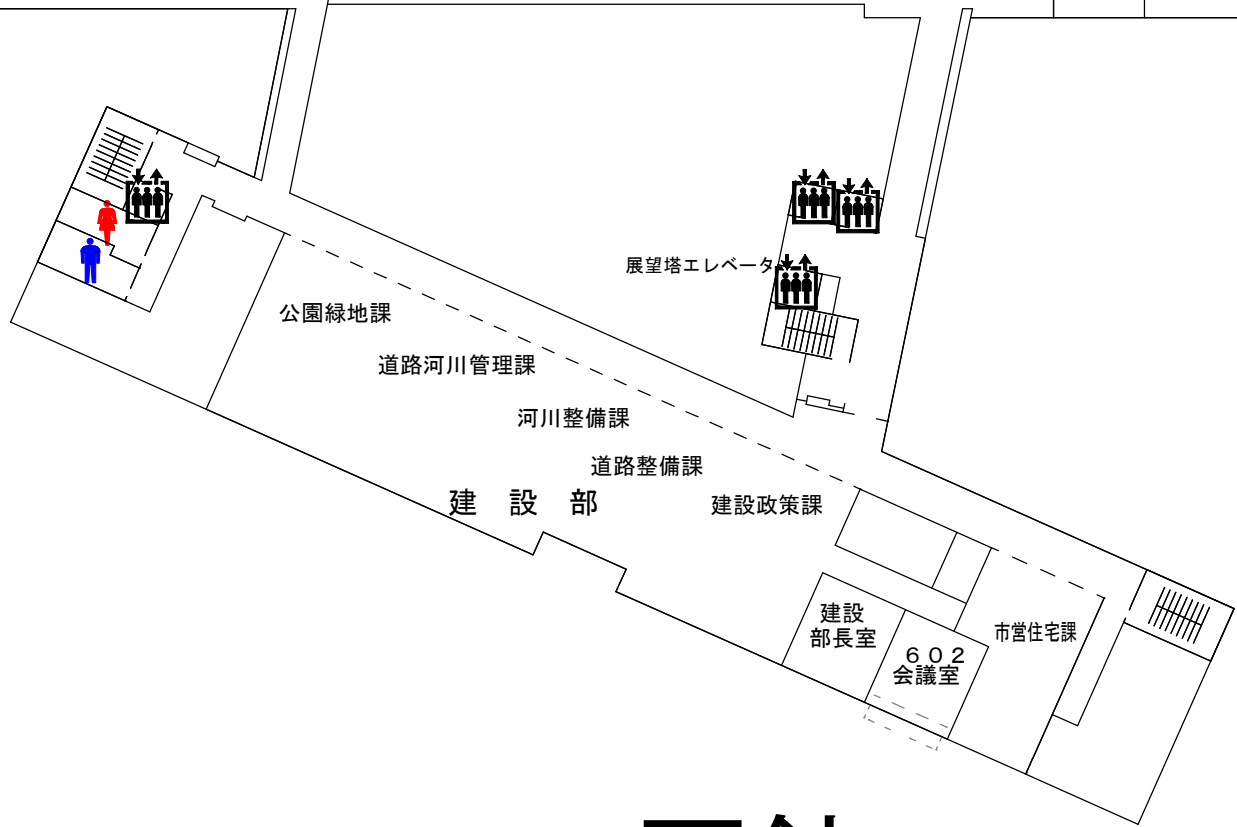 展望塔エレベータ
公園緑地課
道路河川管理課
河川整備課
道路整備課
建設部
建設政策課
建設
部長室
６０２
会議室
市営住宅課